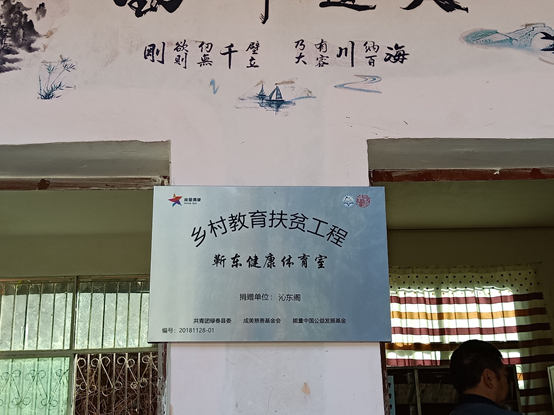 海纳百川有容乃大
壁立千仞無欲则刚
乡村教育扶贫工程
靳东健康体育室
捐赠单位：沁东阁
共青团绿春县委 成美慈善基金会 能量中国公益发展基金
编号：20181128-01